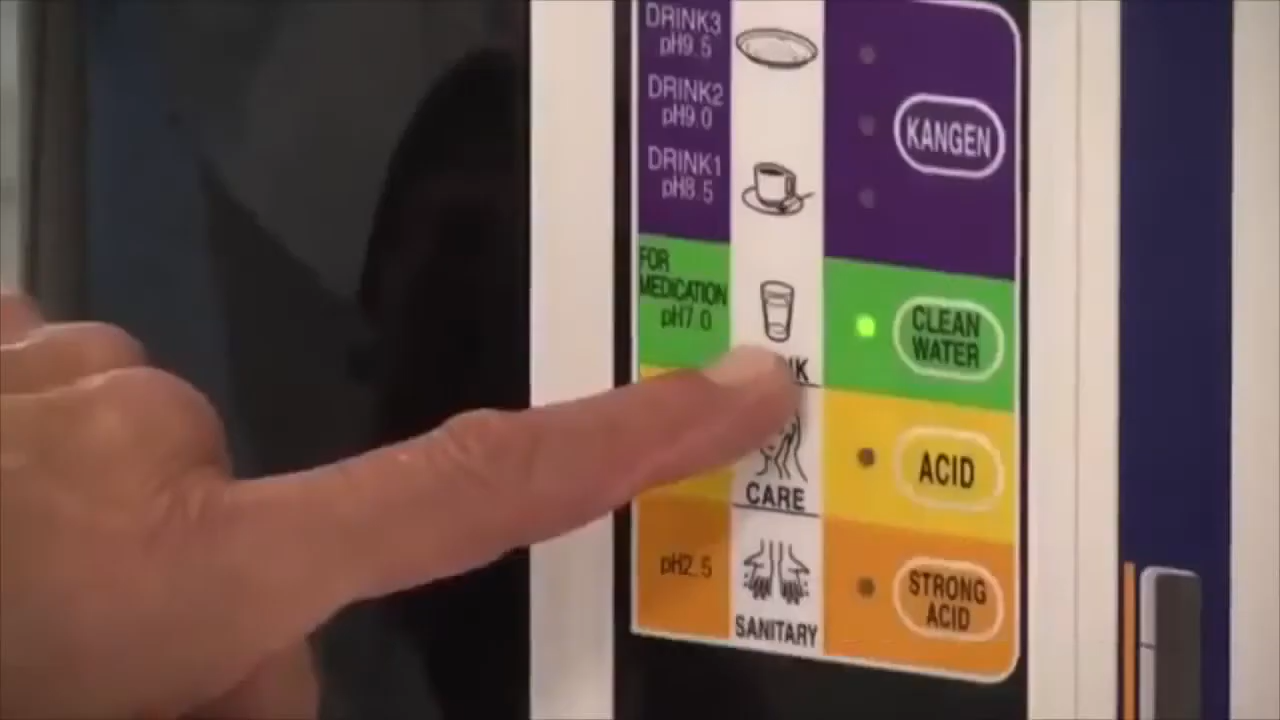 DRINK3
pH9.5
DRINK2
pH9.0
DRINK1
pH8.5
KANGEN
FOR
MEDICATION
pH7.0
CLEAN
WATER
ACID
CARE
pH2.5
STRONG
ACID
SANITARY